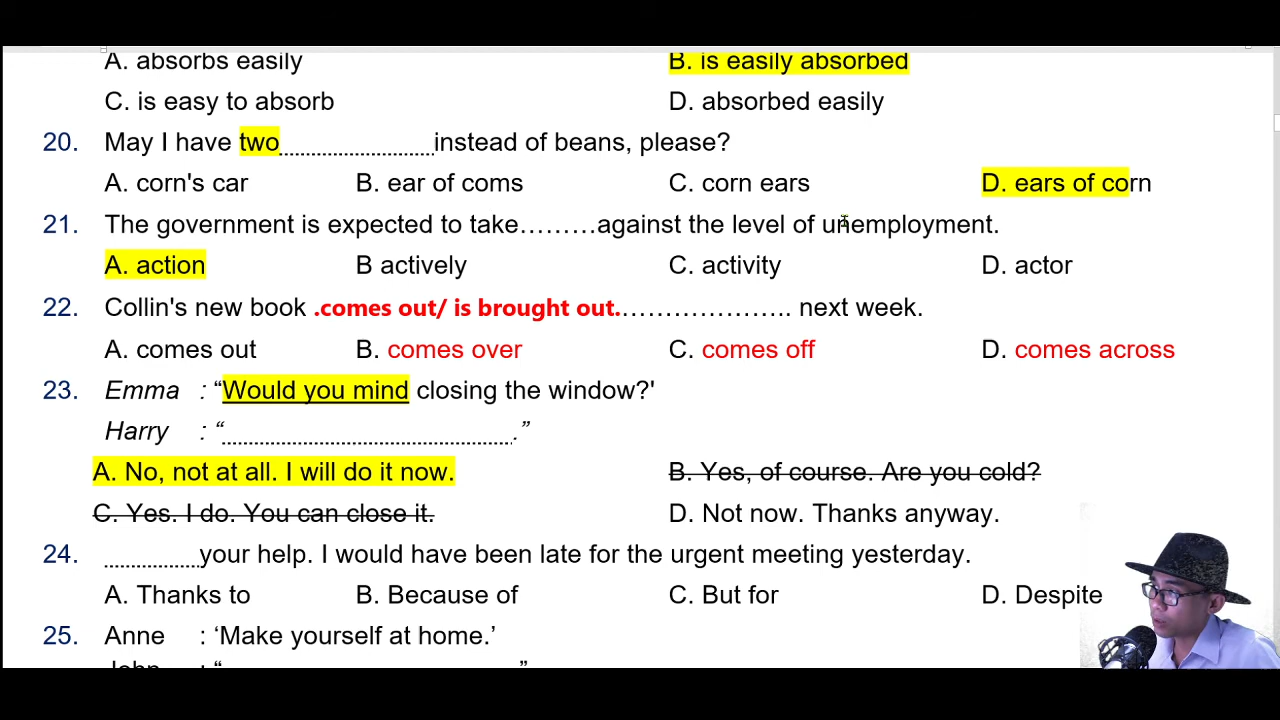 A. absorbs easily B. is easily absorbed
C. is easy to absorb D. absorbed easily
20. May I have two........................instead of beans, please?
A. corn's car B. ear of coms C. corn ears D. ears of corn
21. The government is expected to take………against the level of unemployment.
A. action B actively C. activity D. actor
22. Collin's new book .comes out/ is brought out.……………….. next week.
A. comes out B. comes over C. comes off D. comes across
23. Emma : “Would you mind closing the window?'
Harry : “.............................................”
A. No, not at all. I will do it now. B. Yes, of course. Are you cold?
C. Yes. I do. You can close it. D. Not now. Thanks anyway.
24. ...............your help. I would have been late for the urgent meeting yesterday.
A. Thanks to B. Because of C. But for D. Despite
25. Anne : ‘Make yourself at home.’
John : “.............................................”